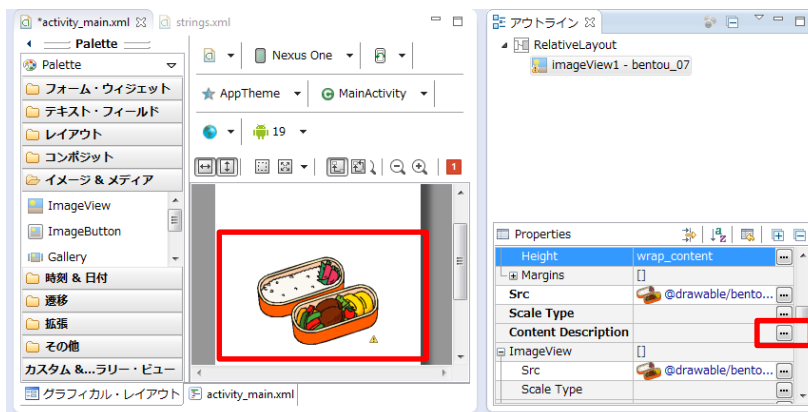 *activity_main.xml
strings.xml
Palette
Palette
フォーム・ウィジェット
テキスト・フィールド
レイアウト
コンポジット
イメージ & メディア
ImageView
ImageButton
Gallery
時刻 & 日付
遷移
拡張
その他
カスタム &...ラリー・ビュー
グラフィカル・レイアウト
activity_main.xml
Nexus One
AppTheme
MainActivity
19
1
アウトライン
RelativeLayout
imageView1 - bentou_07
Properties
Height
wrap_content
Margins
[]
Src
@drawable/bento...
Scale Type
Content Description
ImageView
[]
Src
@drawable/bento...
Scale Type